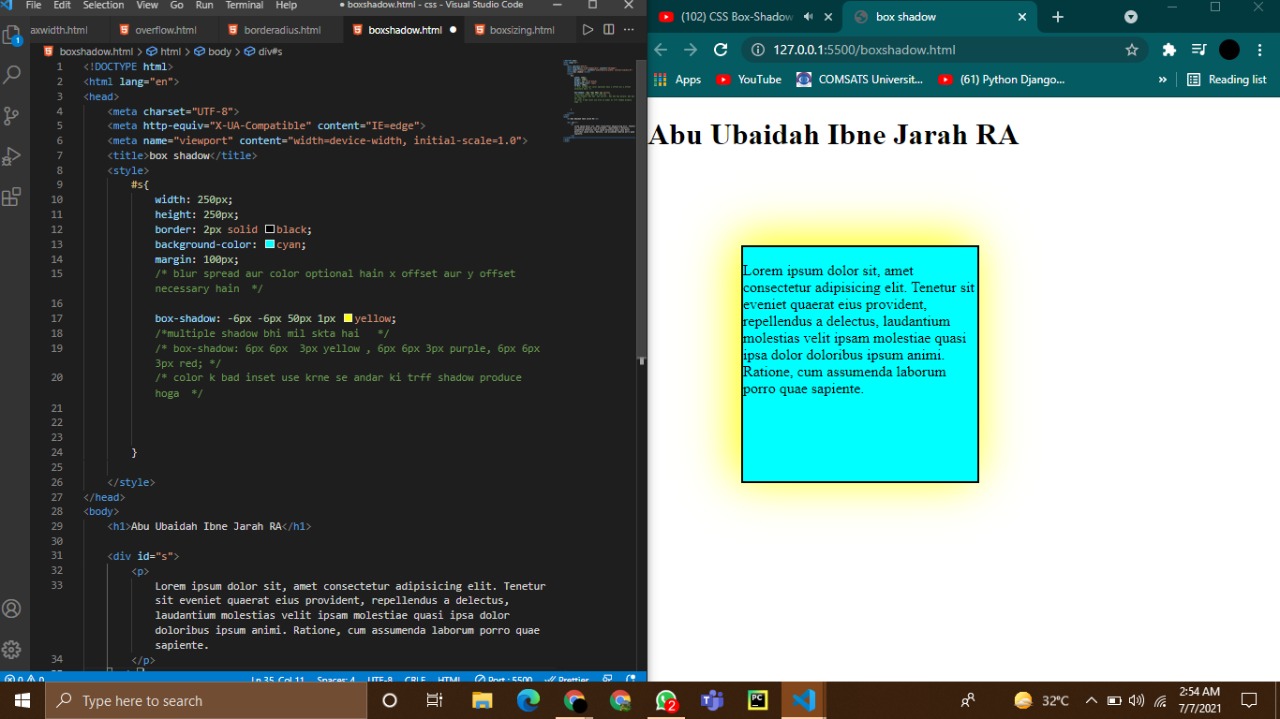 File Edit Selection View Go Run Terminal Help
● boxshadow.html - css - Visual Studio Code
axwidth.html
overflow.html
borderadius.html
boxshadow.html
boxsizing.html
boxshadow.html > html > body > div#s
1 <!DOCTYPE html>
2 <html lang="en">
3 <head>
4 <meta charset="UTF-8">
5 <meta http-equiv="X-UA-Compatible" content="IE=edge">
6 <meta name="viewport" content="width=device-width, initial-scale=1.0">
7 <title>box shadow</title>
8 <style>
9 #s{
10 width: 250px;
11 height: 250px;
12 border: 2px solid black;
13 background-color: cyan;
14 margin: 100px;
15 /* blur spread aur color optional hain x offset aur y offset
necessary hain */
16
17 box-shadow: -6px -6px 50px 1px yellow;
18 /*multiple shadow bhi mil skta hai */
19 /* box-shadow: 6px 6px 3px yellow , 6px 6px 3px purple, 6px 6px
3px red; */
20 /* color k bad inset use krne se andar ki trff shadow produce
hoga */
21
22
23
24 }
25
26 </style>
27 </head>
28 <body>
29 <h1>Abu Ubaidah Ibne Jarah RA</h1>
30
31 <div id="s">
32 <p>
33 Lorem ipsum dolor sit, amet consectetur adipisicing elit. Tenetur
sit eveniet quaerat eius provident, repellendus a delectus,
laudantium molestias velit ipsam molestiae quasi ipsa dolor
doloribus ipsum animi. Ratione, cum assumenda laborum porro quae
sapiente.
34 </p>
1
0 0
Ln 35, Col 11 Spaces: 4 UTF-8 CRLF HTML Port : 5500 Prettier
(102) CSS Box-Shadow
box shadow
127.0.0.1:5500/boxshadow.html
Apps
YouTube
COMSATS Universit...
(61) Python Django...
»
Reading list
Abu Ubaidah Ibne Jarah RA
Lorem ipsum dolor sit, amet
consectetur adipisicing elit. Tenetur sit
eveniet quaerat eius provident,
repellendus a delectus, laudantium
molestias velit ipsam molestiae quasi
ipsa dolor doloribus ipsum animi.
Ratione, cum assumenda laborum
porro quae sapiente.
Type here to search
2
PC
32°C
2:54 AM
7/7/2021